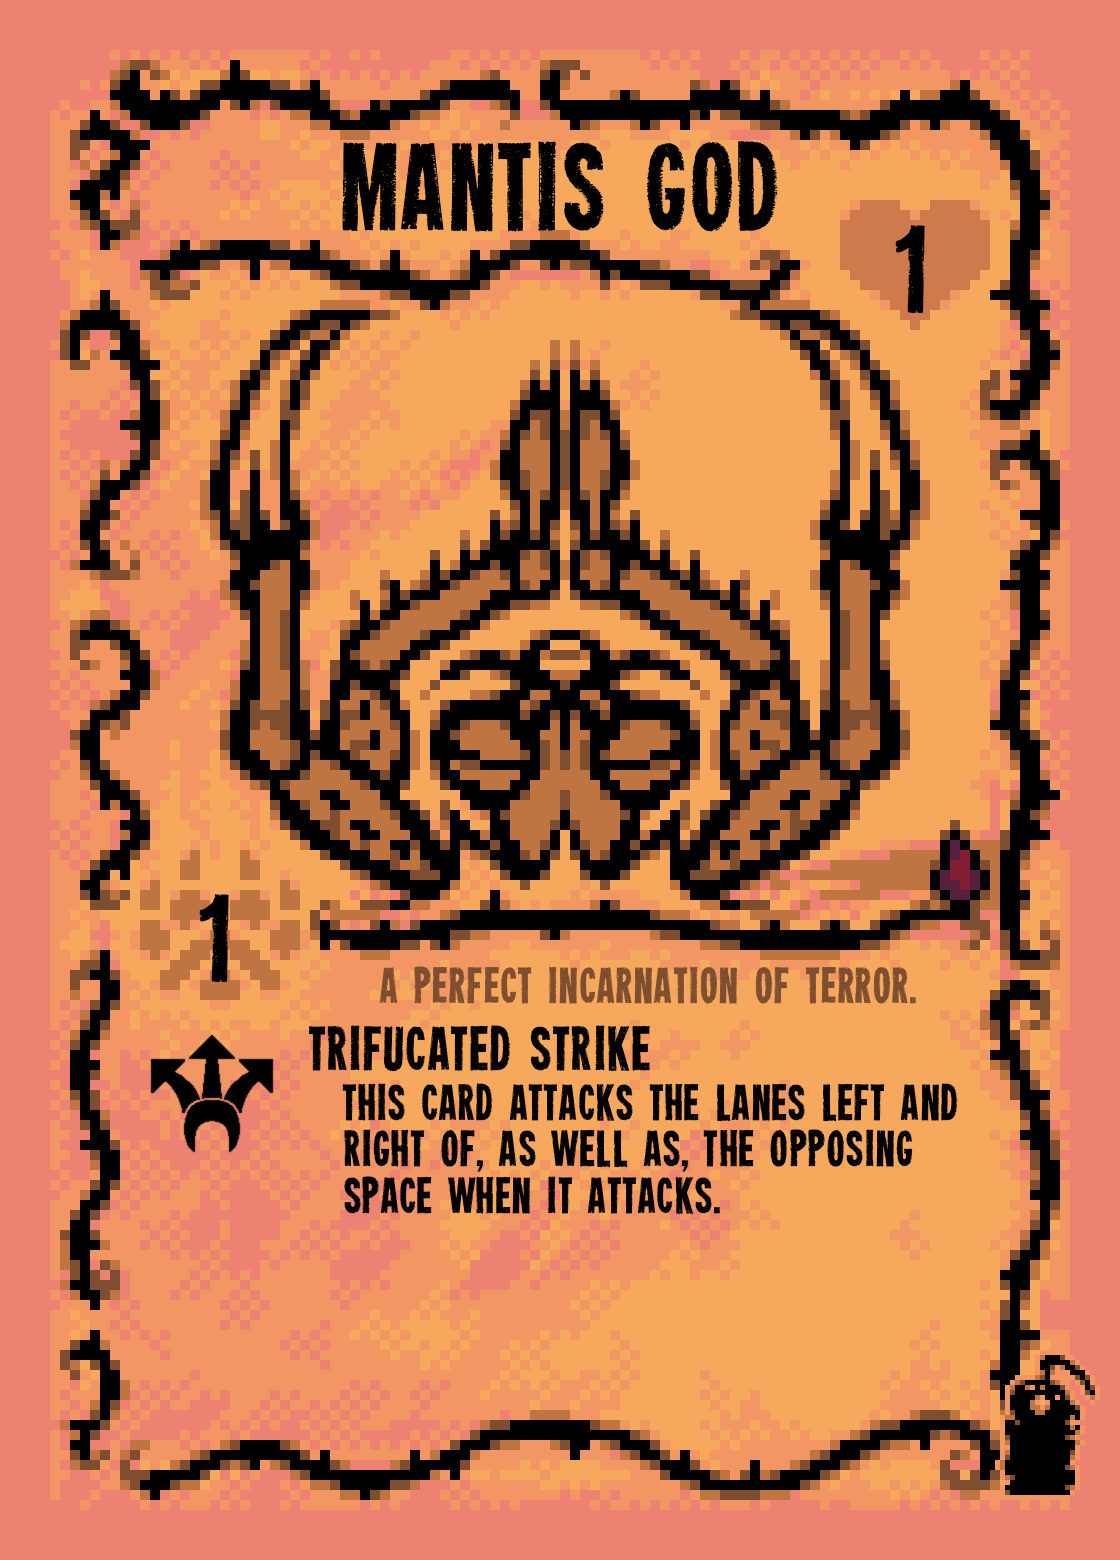 MANTIS GOD
1
1
A PERFECT INCARNATION OF TERROR.
TRIFUCATED STRIKE
THIS CARD ATTACKS THE LANES LEFT AND
RIGHT OF, AS WELL AS, THE OPPOSING
SPACE WHEN IT ATTACKS.